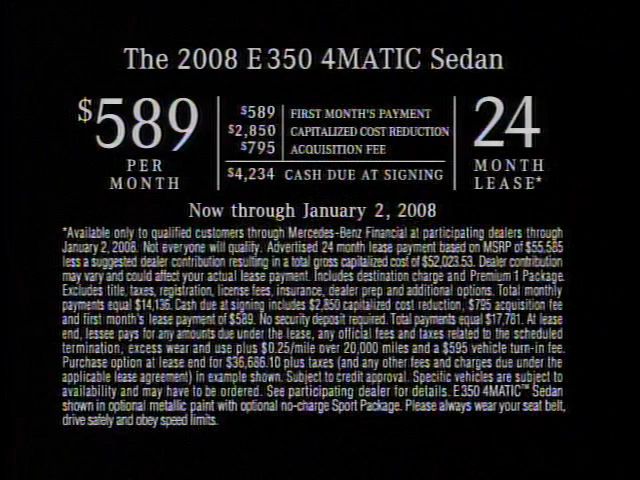 The 2008 E350 4MATIC Sedan
$589
PER
MONTH
$589 FIRST MONTH'S PAYMENT
$2,850 CAPITALIZED COST REDUCTION
$795 ACQUISITION FEE
$4,234 CASH DUE AT SIGNING
24
MONTH
LEASE*
Now through January 2, 2008
*Available only to qualified customers through Mercedes-Benz Financial at participating dealers through
January 2, 2008. Not everyone will qualify. Advertised 24 month lease payment based on MSRP of $55,585
less a suggested dealer contribution resulting in a total gross capitalized cost of $52,023.53. Dealer contribution
may vary and could affect your actual lease payment. Includes destination charge and Premium 1 Package.
Excludes title, taxes, registration, license fees, insurance, dealer prep and additional options. Total monthly
payments equal $14,136. Cash due at signing includes $2,850 capitalized cost reduction, $795 acquisition fee
and first month's lease payment of $589. No security deposit required. Total payments equal $17,781. At lease
end, lessee pays for any amounts due under the lease, any official fees and taxes related to the scheduled
termination, excess wear and use plus $0.25/mile over 20,000 miles and a $595 vehicle turn-in fee.
Purchase option at lease end for $36,686.10 plus taxes (and any other fees and charges due under the
applicable lease agreement) in example shown. Subject to credit approval. Specific vehicles are subject to
availability and may have to be ordered. See participating dealer for details. E350 4MATIC™ Sedan
shown in optional metallic paint with optional no-charge Sport Package. Please always wear your seat belt,
drive safely and obey speed limits.